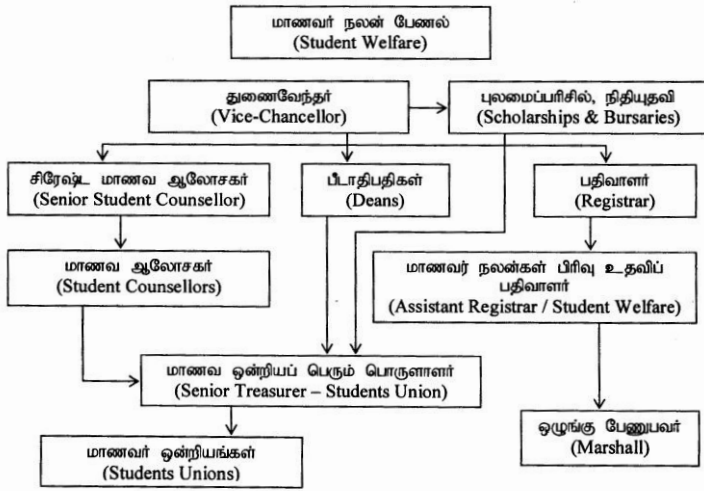 மாணவர் நலன் பேணல்
(Student Welfare)
துணைவேந்தர்
(Vice-Chancellor)
புலமைப்பரிசில், நிதியுதவி
(Scholarships & Bursaries)
சிரேஷ்ட மாணவ ஆலோசகர்
(Senior Student Counsellor)
பீடாதிபதிகள்
(Deans)
பதிவாளர்
(Registrar)
மாணவ ஆலோசகர்
(Student Counsellors)
மாணவர் நலன்கள் பிரிவு உதவிப்
பதிவாளர்
(Assistant Registrar / Student Welfare)
மாணவ ஒன்றியப் பெரும் பொருளாளர்
(Senior Treasurer – Students Union)
ஒழுங்கு பேணுபவர்
(Marshall)
மாணவர் ஒன்றியங்கள்
(Students Unions)